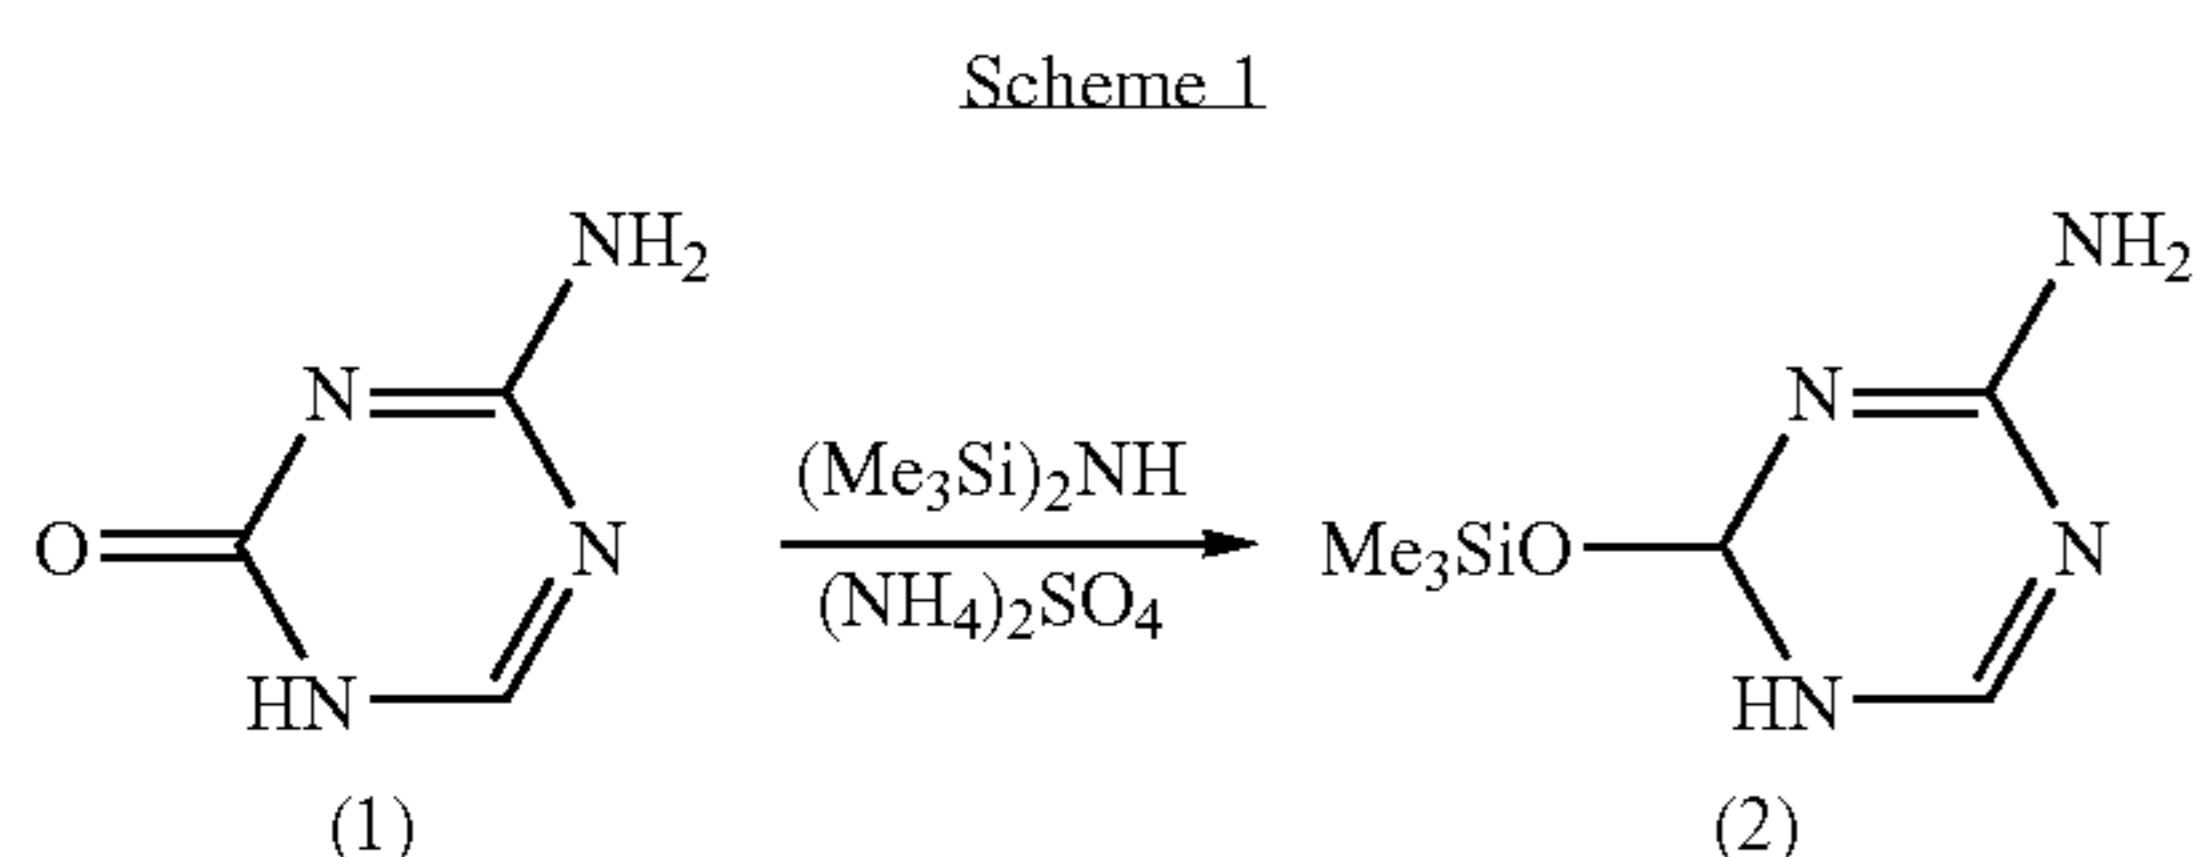 Scheme 1
NH₂ NH₂
N N
(Me₃Si)₂NH
O N Me₃SiO N
(NH₄)₂SO₄
HN HN
(1) (2)